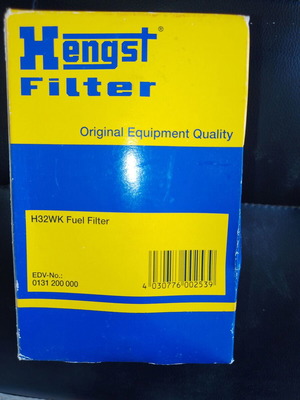 Hengst®
Filter
Original Equipment Quality
H32WK Fuel Filter
EDV-No.:
0131 200 000
4 030776 002539